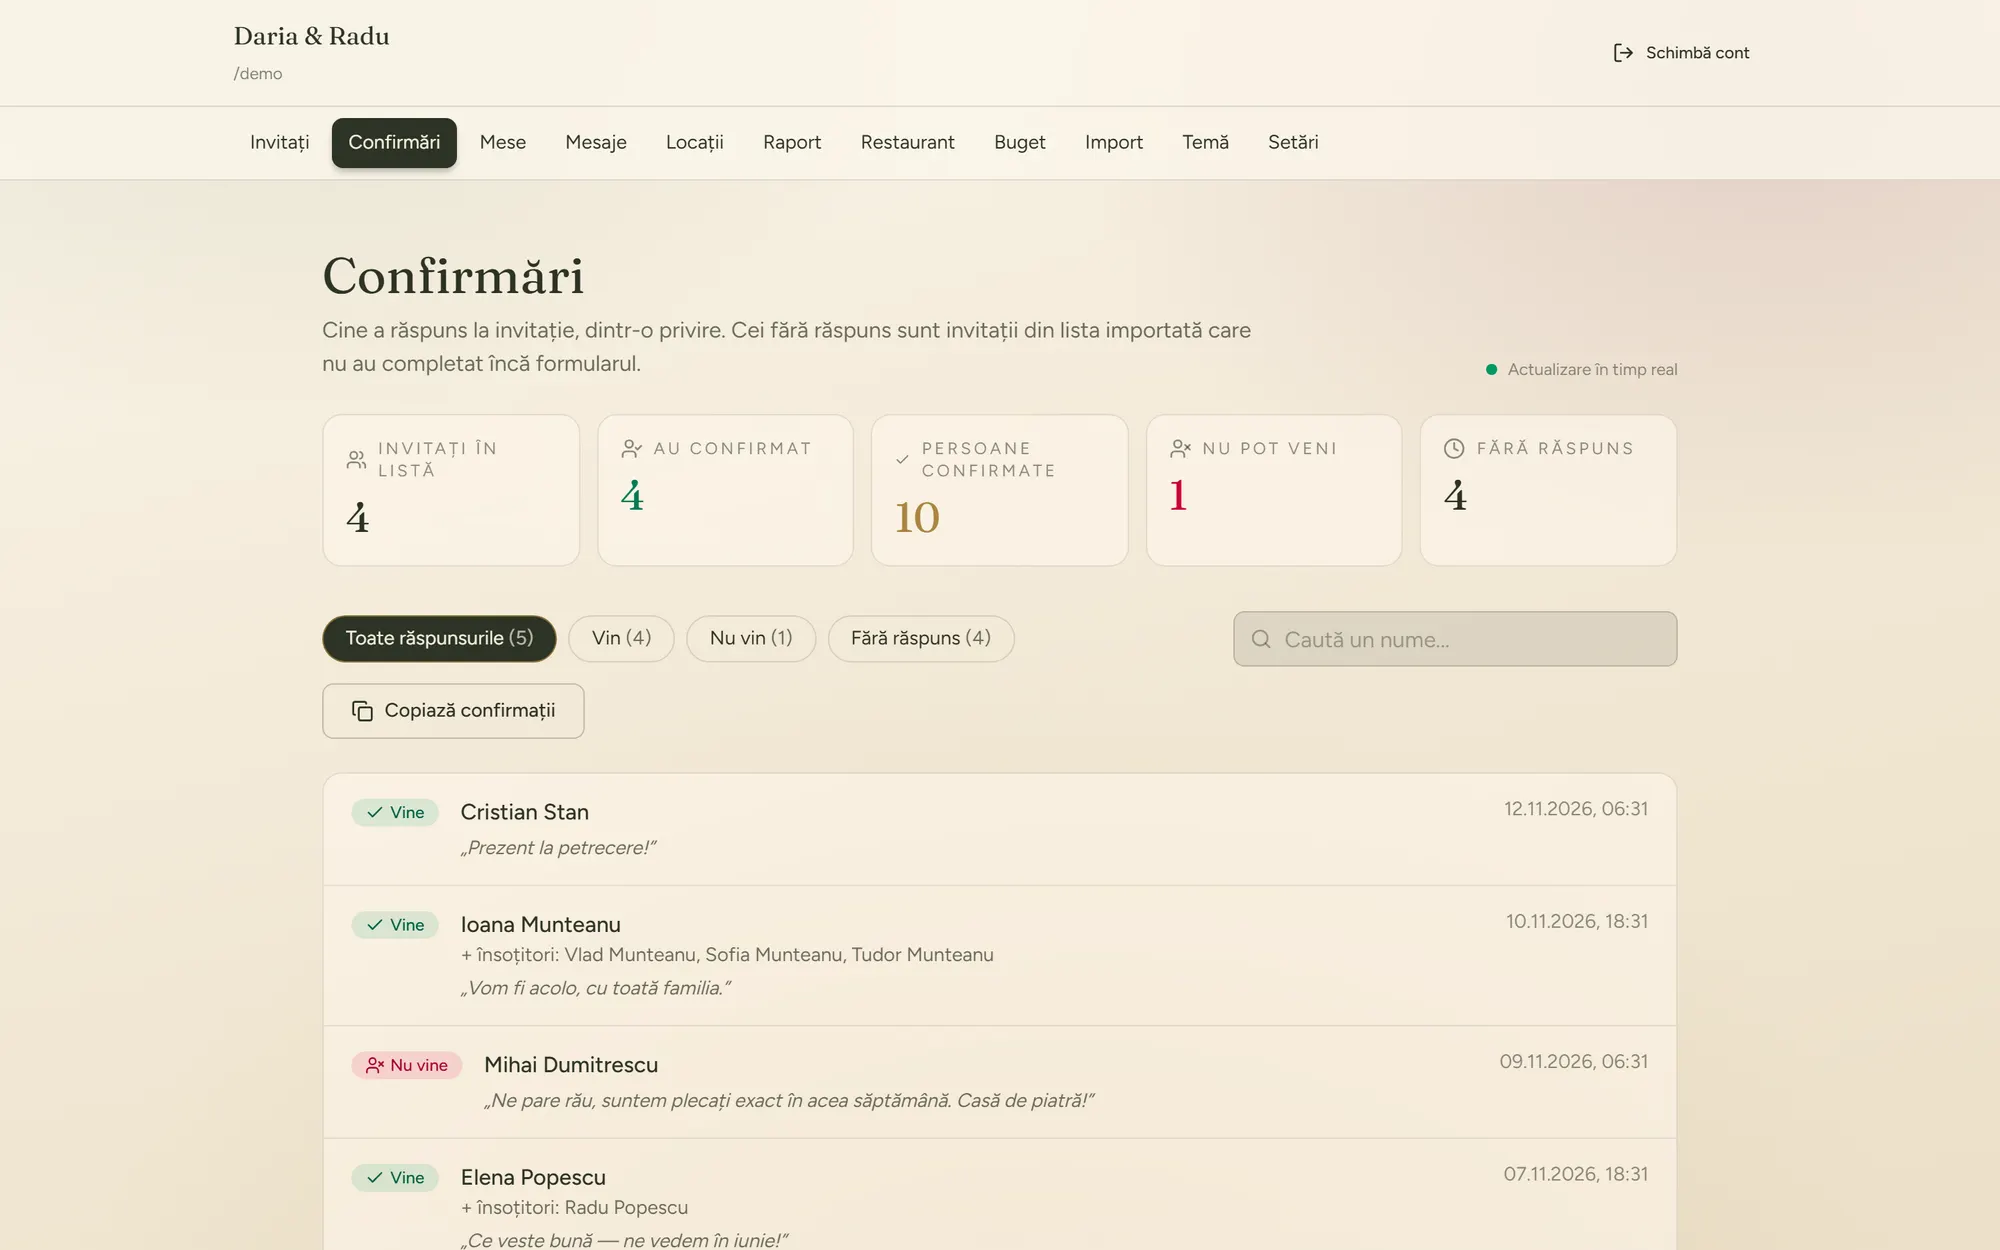 Daria & Radu
/demo
Schimbă cont
Invitați
Confirmări
Mese
Mesaje
Locații
Raport
Restaurant
Buget
Import
Temă
Setări
Confirmări
Cine a răspuns la invitație, dintr-o privire. Cei fără răspuns sunt invitații din lista importată care
nu au completat încă formularul.
Actualizare în timp real
INVITAȚI ÎN
LISTĂ
4
AU CONFIRMAT
4
PERSOANE
CONFIRMATE
10
NU POT VENI
1
FĂRĂ RĂSPUNS
4
Toate răspunsurile (5)
Vin (4)
Nu vin (1)
Fără răspuns (4)
Caută un nume...
Copiază confirmații
Vine
Cristian Stan
12.11.2026, 06:31
„Prezent la petrecere!”
Vine
Ioana Munteanu
10.11.2026, 18:31
+ însoțitori: Vlad Munteanu, Sofia Munteanu, Tudor Munteanu
„Vom fi acolo, cu toată familia.”
Nu vine
Mihai Dumitrescu
09.11.2026, 06:31
„Ne pare rău, suntem plecați exact în acea săptămână. Casă de piatră!”
Vine
Elena Popescu
07.11.2026, 18:31
+ însoțitori: Radu Popescu
„Ce veste bună — ne vedem în iunie!”